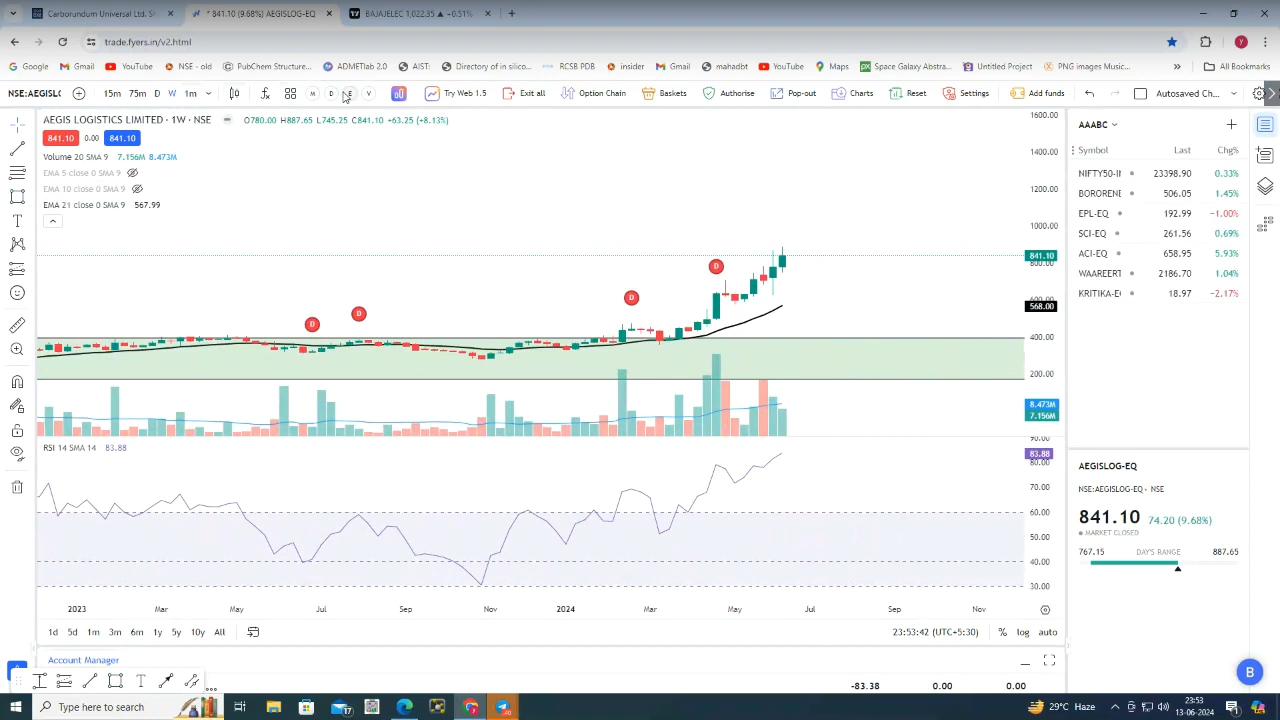 Carborundum Universal Ltd. Sh
841.10 (9.68%) AEGISLOG-EQ
BAJAJELEC 1,022.35 ▲ +0.51%
trade.fyers.in/v2.html
Google
Gmail
YouTube
NSE - old
PubChem Structure...
ADMETlab 2.0
AIST:
Directory of in silico...
RCSB PDB
insider
Gmail
mahadbt
YouTube
Maps
Space Galaxy Abstra...
Untitled Project
PNG images Music...
All Bookmarks
NSE:AEGISLO
15m 75m D W 1m
M D V
Try Web 1.5
Exit all
Option Chain
Baskets
Authorise
Pop-out
Charts
Reset
Settings
Add funds
Autosaved Ch...
AEGIS LOGISTICS LIMITED · 1W · NSE O780.00 H887.65 L745.25 C841.10 +63.25 (+8.13%)
841.10 0.00 841.10
Volume 20 SMA 9 7.156M 8.473M
EMA 5 close 0 SMA 9
EMA 10 close 0 SMA 9
EMA 21 close 0 SMA 9 567.99
D
D
D
D
1600.00
1400.00
1200.00
1000.00
841.10
800.00
568.00
400.00
200.00
8.473M
7.156M
RSI 14 SMA 14 83.88
90.00
83.88
80.00
70.00
60.00
50.00
40.00
30.00
2023 Mar May Jul Sep Nov 2024 Mar May Jul Sep Nov
1d 5d 1m 3m 6m 1y 5y 10y All
23:53:42 (UTC+5:30) % log auto
Account Manager
-83.38 0.00 0.00
AAABC
Symbol Last Chg%
NIFTY50-I 23398.90 0.33%
BORORENE 506.05 1.45%
EPL-EQ 192.99 −1.00%
SCI-EQ 261.56 0.69%
ACI-EQ 658.95 5.93%
WAAREERT 2186.70 1.04%
KRITIKA-E 18.97 −2.17%
AEGISLOG-EQ
NSE:AEGISLOG-EQ · NSE
841.10 74.20 (9.68%)
MARKET CLOSED
767.15 DAY'S RANGE 887.65
B
Type here to search
17
29°C Haze
23:53
13-06-2024